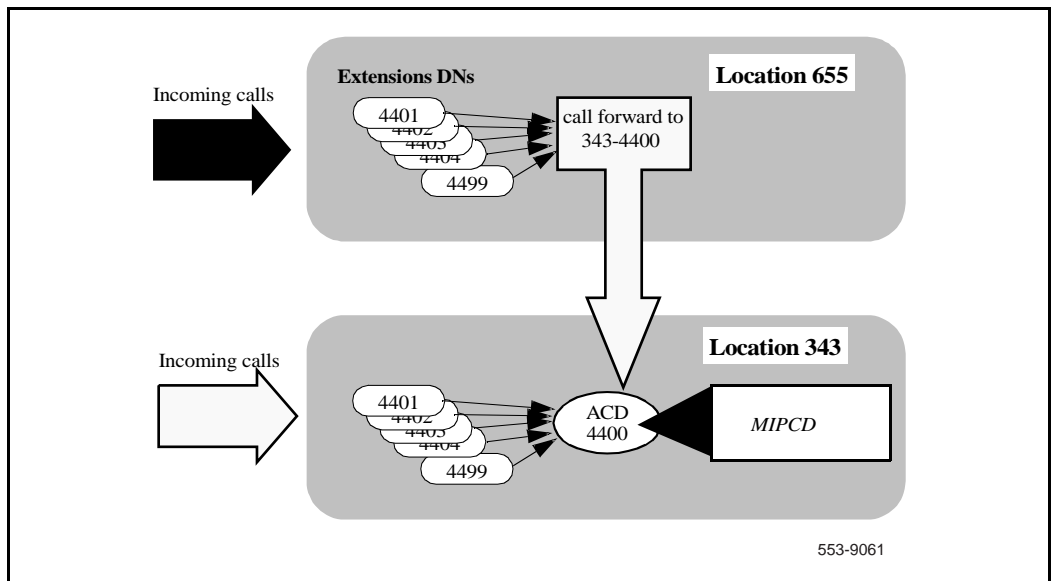 Extensions DNs
Location 655
Incoming calls
4401
4402
4403
4404
4499
call forward to
343-4400
Location 343
Incoming calls
4401
4402
4403
4404
4499
ACD
4400
MIPCD
553-9061